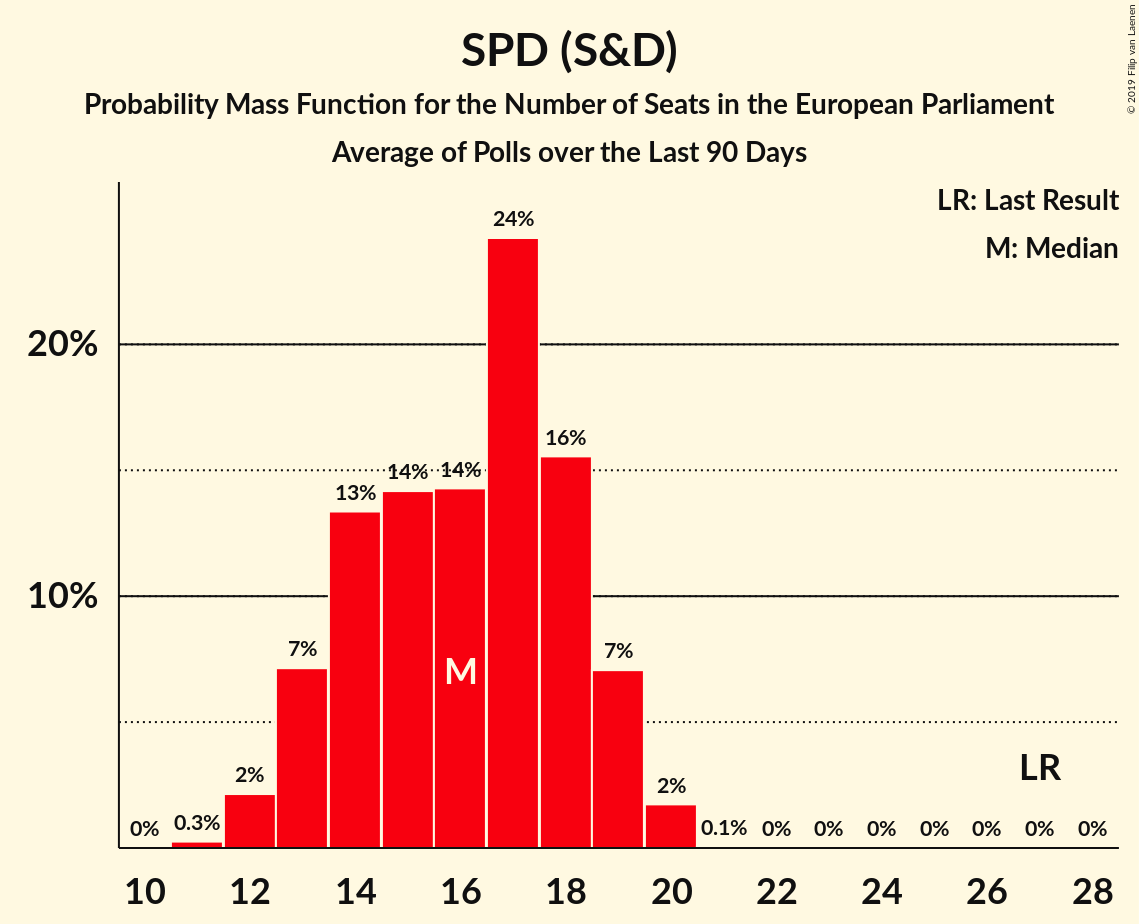 SPD (S&D)
Probability Mass Function for the Number of Seats in the European Parliament
Average of Polls over the Last 90 Days
© 2019 Filip van Laenen
LR: Last Result
M: Median
20%
10%
0%
0.3%
2%
7%
13%
14%
14%
24%
16%
7%
2%
0.1%
0%
0%
0%
0%
0%
0%
0%
M
LR
10 12 14 16 18 20 22 24 26 28